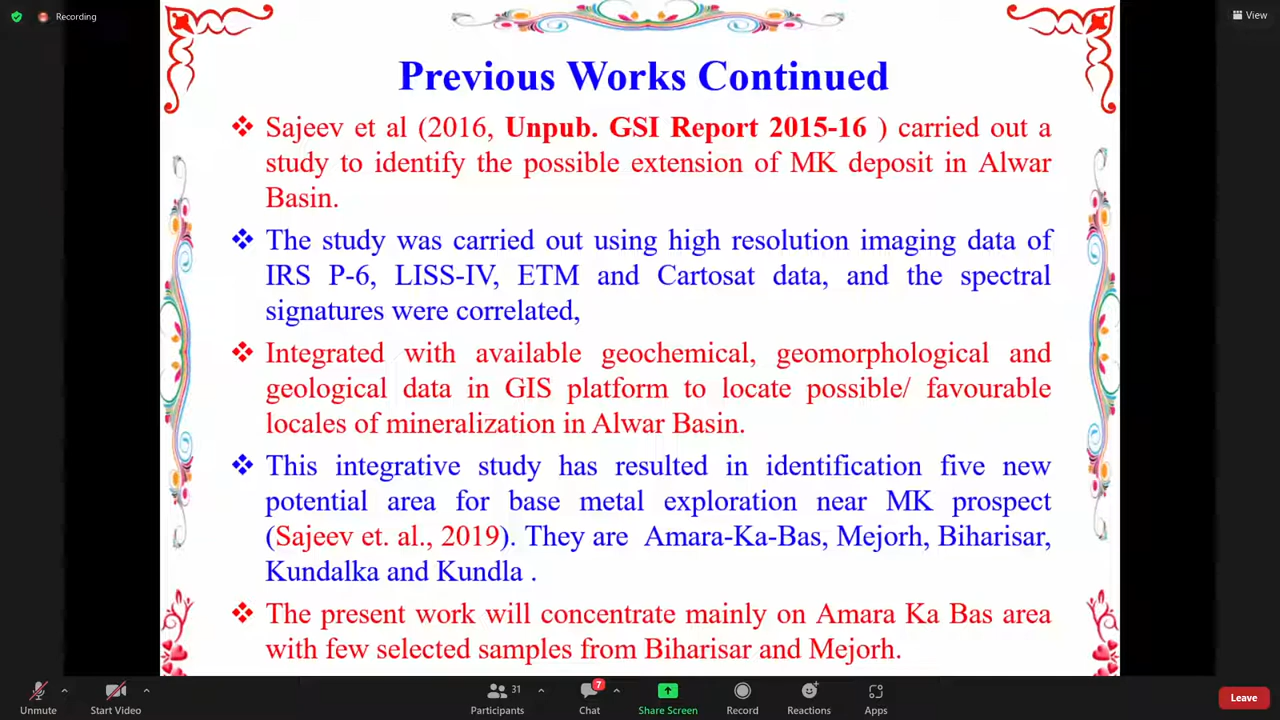 Recording
View
Previous Works Continued
❖ Sajeev et al (2016, Unpub. GSI Report 2015-16 ) carried out a
study to identify the possible extension of MK deposit in Alwar
Basin.
❖ The study was carried out using high resolution imaging data of
IRS P-6, LISS-IV, ETM and Cartosat data, and the spectral
signatures were correlated,
❖ Integrated with available geochemical, geomorphological and
geological data in GIS platform to locate possible/ favourable
locales of mineralization in Alwar Basin.
❖ This integrative study has resulted in identification five new
potential area for base metal exploration near MK prospect
(Sajeev et. al., 2019). They are Amara-Ka-Bas, Mejorh, Biharisar,
Kundalka and Kundla .
❖ The present work will concentrate mainly on Amara Ka Bas area
with few selected samples from Biharisar and Mejorh.
31
7
Unmute
Start Video
Participants
Chat
Share Screen
Record
Reactions
Apps
Leave